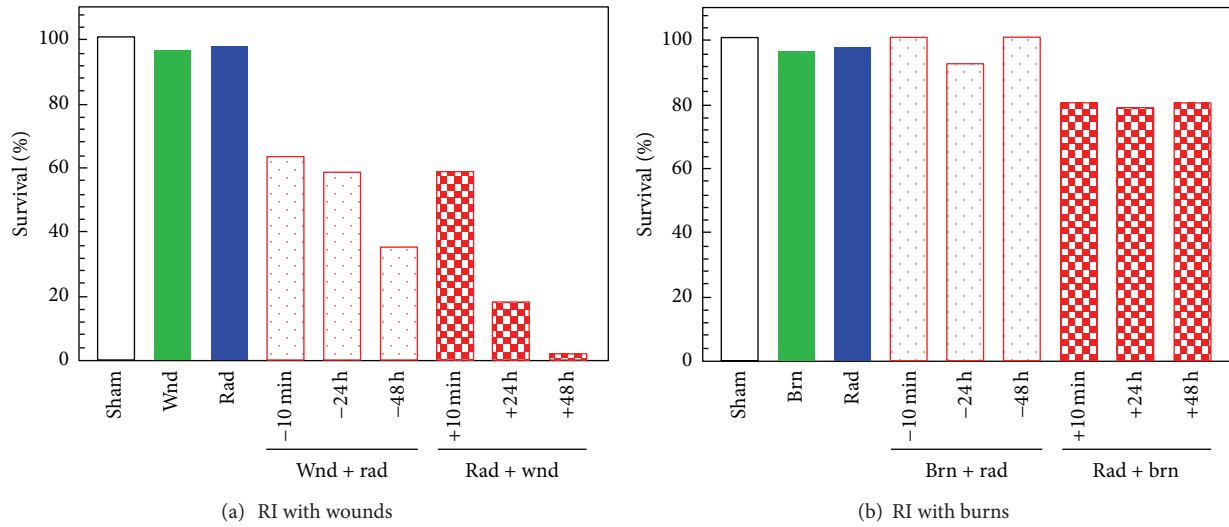 100
80
60
40
20
0
Survival (%)
Sham
Wnd
Rad
−10 min
−24 h
−48 h
+10 min
+24 h
+48 h
Wnd + rad
Rad + wnd
(a) RI with wounds
100
80
60
40
20
0
Survival (%)
Sham
Brn
Rad
−10 min
−24 h
−48 h
+10 min
+24 h
+48 h
Brn + rad
Rad + brn
(b) RI with burns